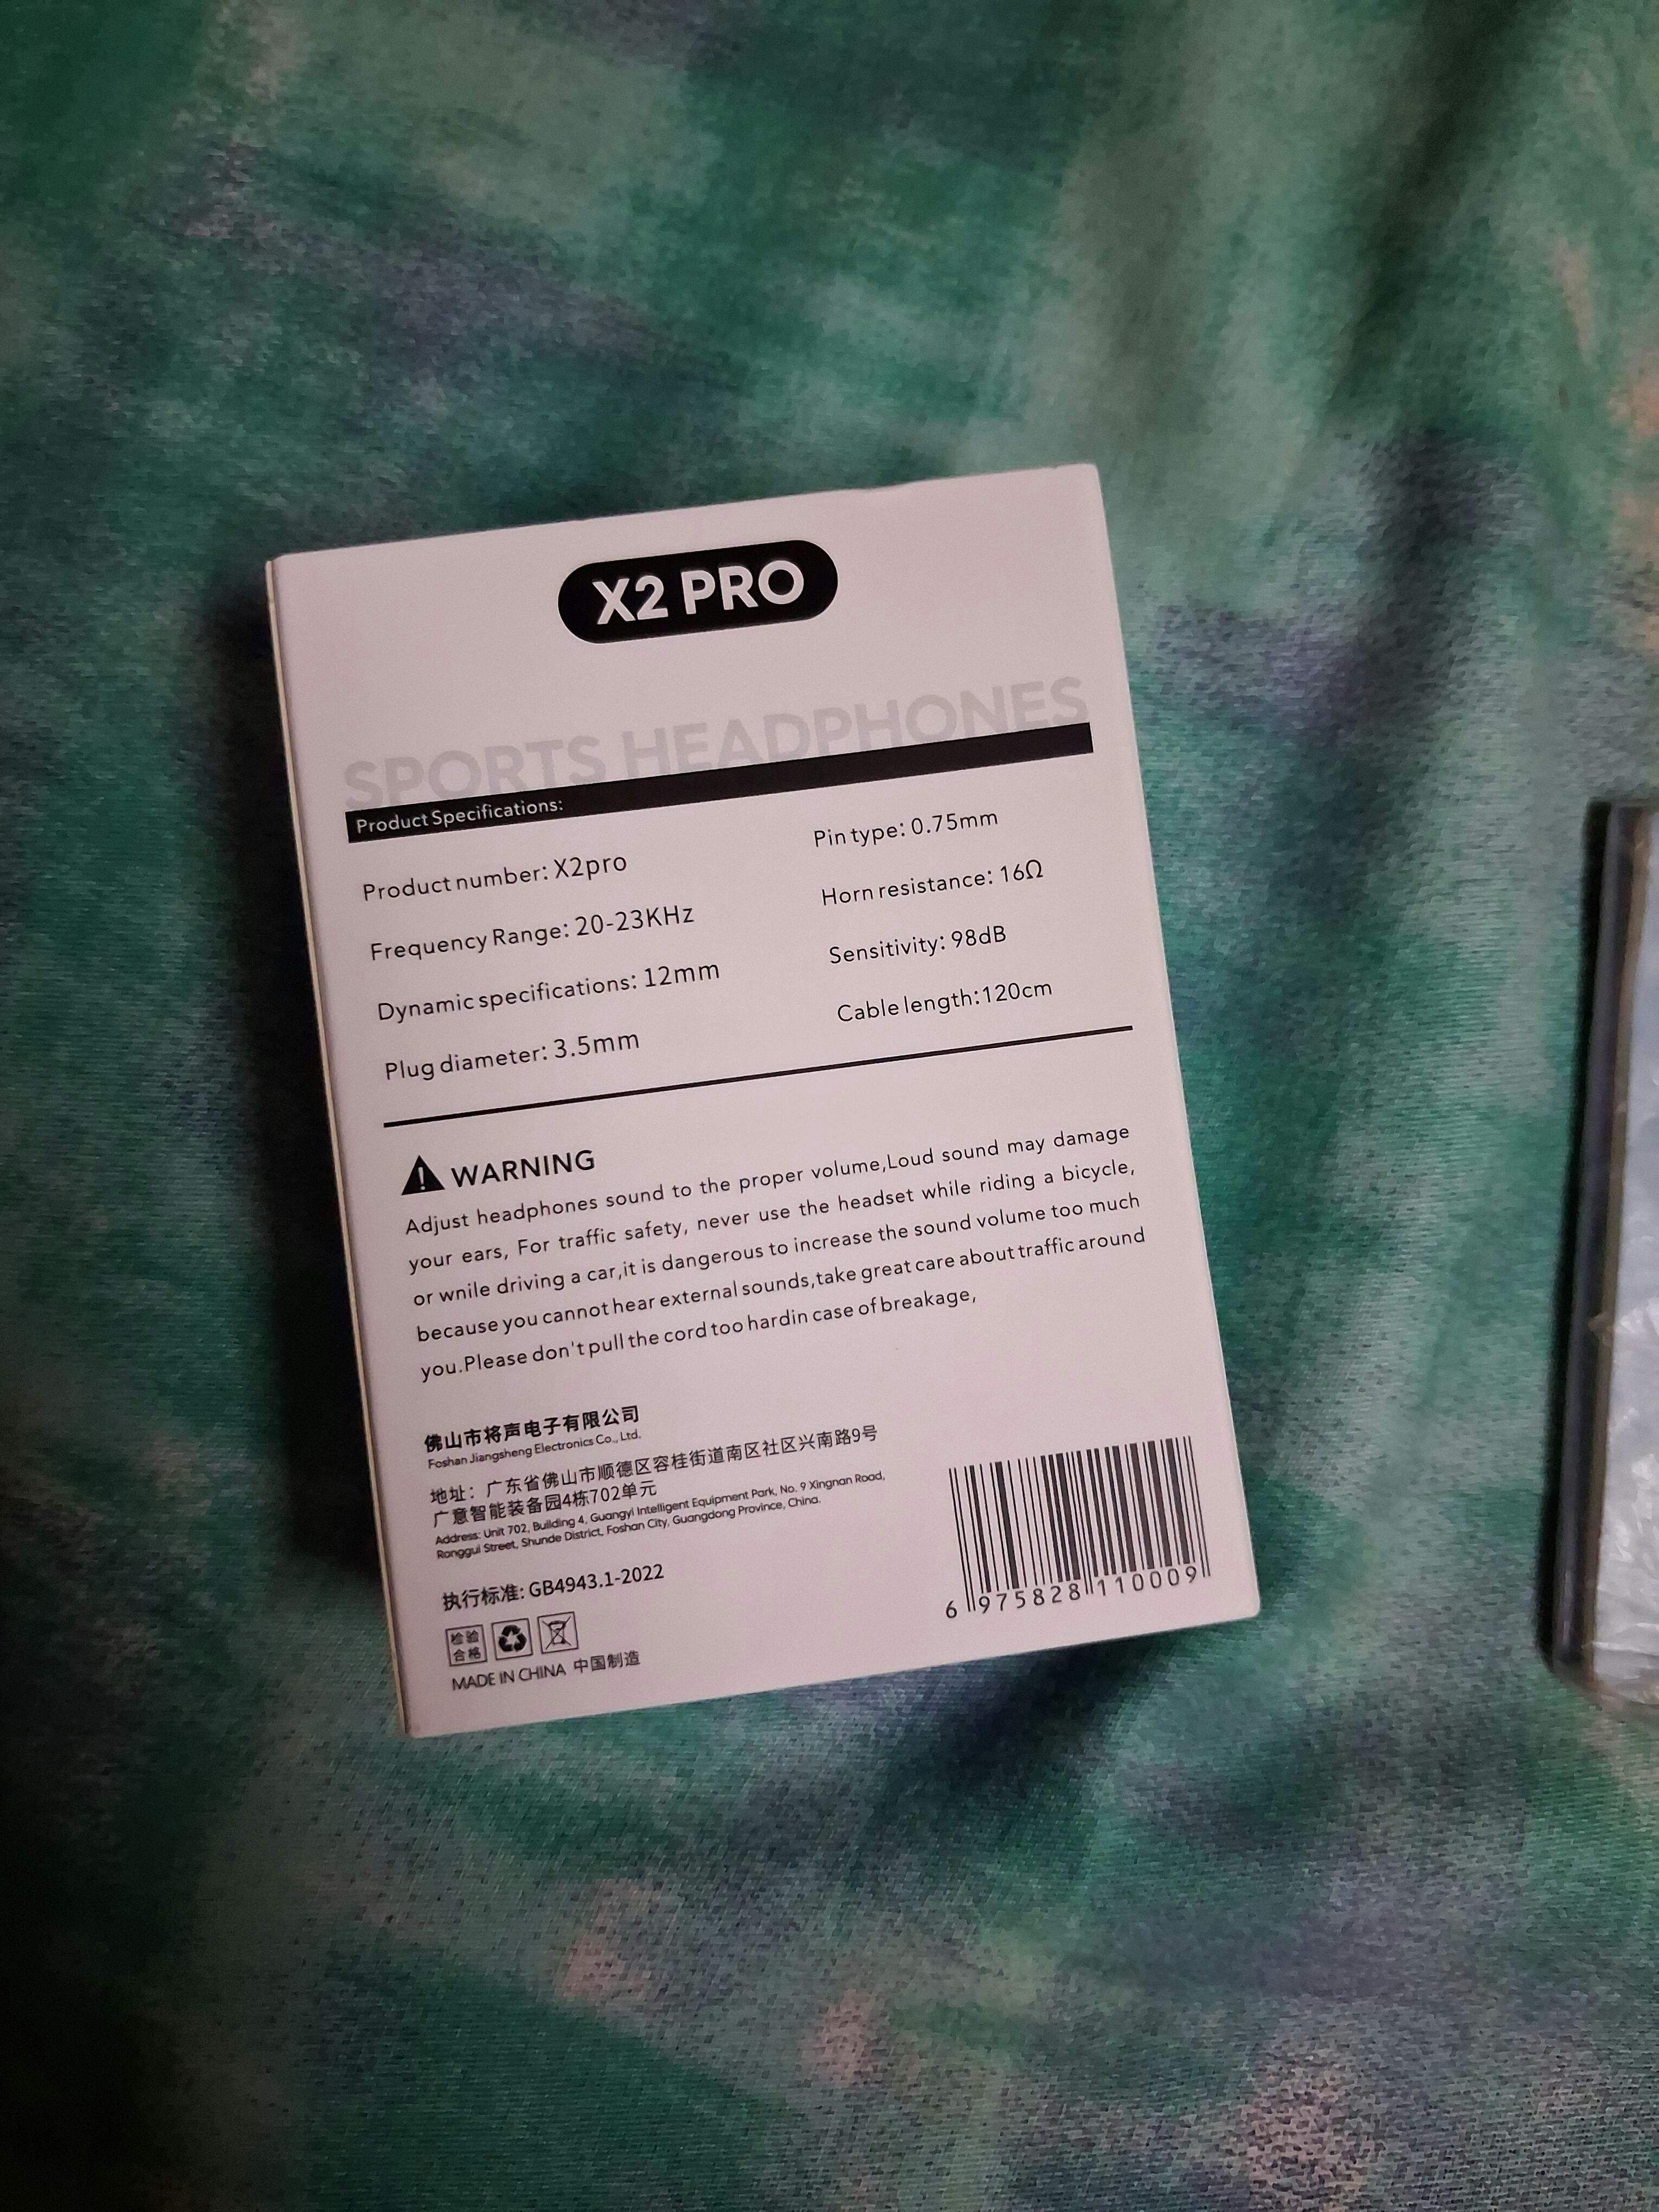 X2 PRO
SPORTS HEADPHONES
Product Specifications:
Product number: X2pro
Frequency Range: 20-23KHz
Dynamic specifications: 12mm
Plug diameter: 3.5mm
Pin type: 0.75mm
Horn resistance: 16Ω
Sensitivity: 98dB
Cable length:120cm
WARNING
Adjust headphones sound to the proper volume,Loud sound may damage
your ears, For traffic safety, never use the headset while riding a bicycle,
or wnile driving a car,it is dangerous to increase the sound volume too much
because you cannot hear external sounds,take great care about traffic around
you.Please don't pull the cord too hardin case of breakage,
佛山市将声电子有限公司
Foshan Jiangsheng Electronics Co., Ltd.
地址：广东省佛山市顺德区容桂街道南区社区兴南路9号
广意智能装备园4栋702单元
Address: Unit 702, Building 4, Guangyi Intelligent Equipment Park, No. 9 Xingnan Road,
Ronggui Street, Shunde District, Foshan City, Guangdong Province, China.
执行标准: GB4943.1-2022
检验
合格
MADE IN CHINA 中国制造
6 975828 110009